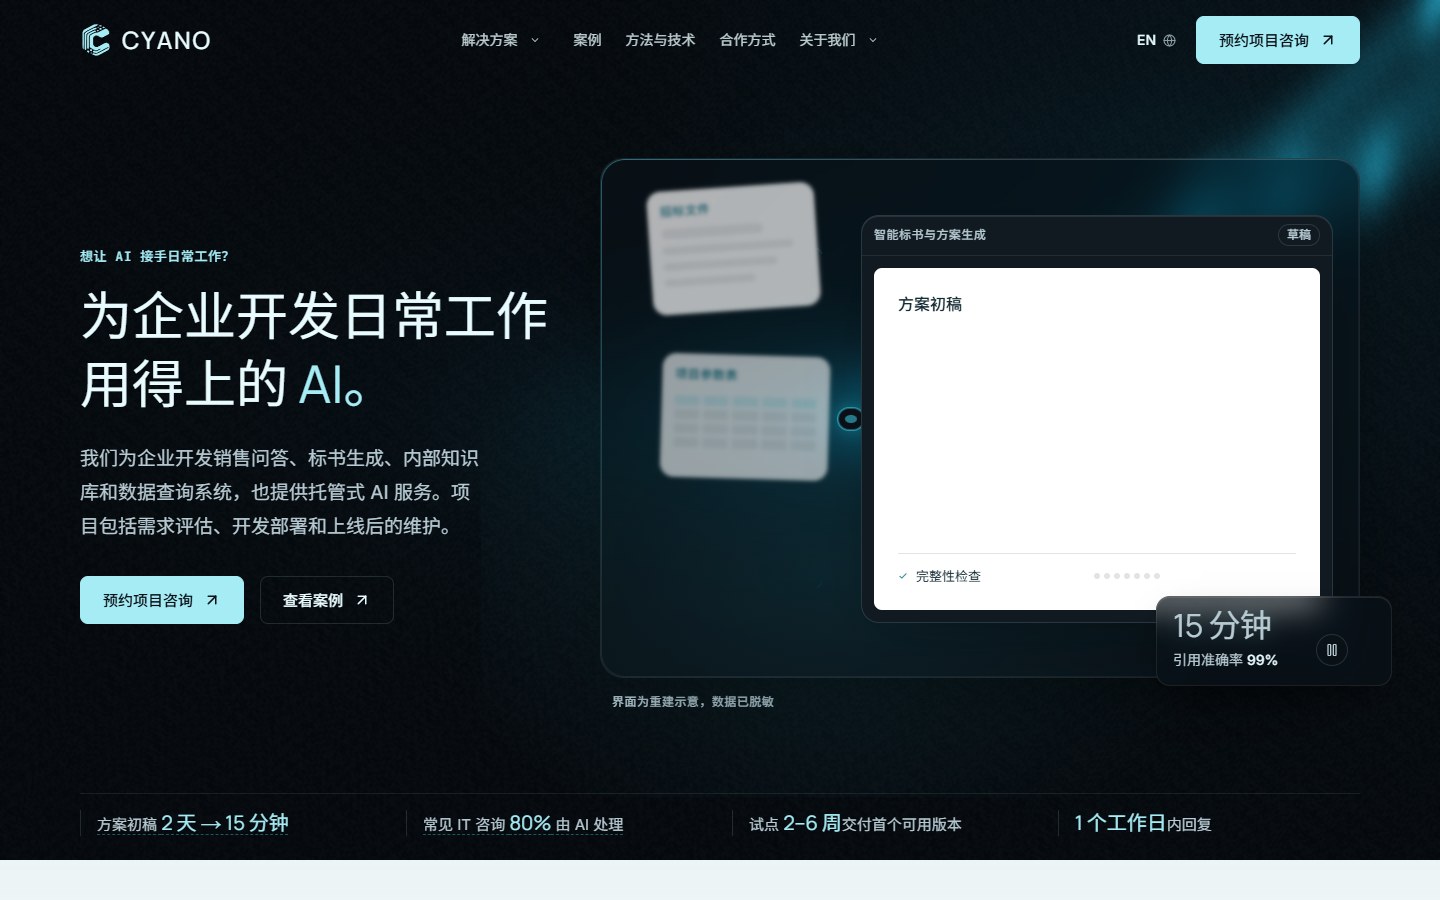 CYANO
解决方案
案例
方法与技术
合作方式
关于我们
EN
预约项目咨询
想让 AI 接手日常工作?
为企业开发日常工作
用得上的 AI。
我们为企业开发销售问答、标书生成、内部知识
库和数据查询系统，也提供托管式 AI 服务。项
目包括需求评估、开发部署和上线后的维护。
预约项目咨询
查看案例
招标文件
项目参数表
智能标书与方案生成
草稿
方案初稿
完整性检查
15 分钟
引用准确率 99%
界面为重建示意，数据已脱敏
方案初稿 2 天 → 15 分钟
常见 IT 咨询 80% 由 AI 处理
试点 2–6 周交付首个可用版本
1 个工作日内回复